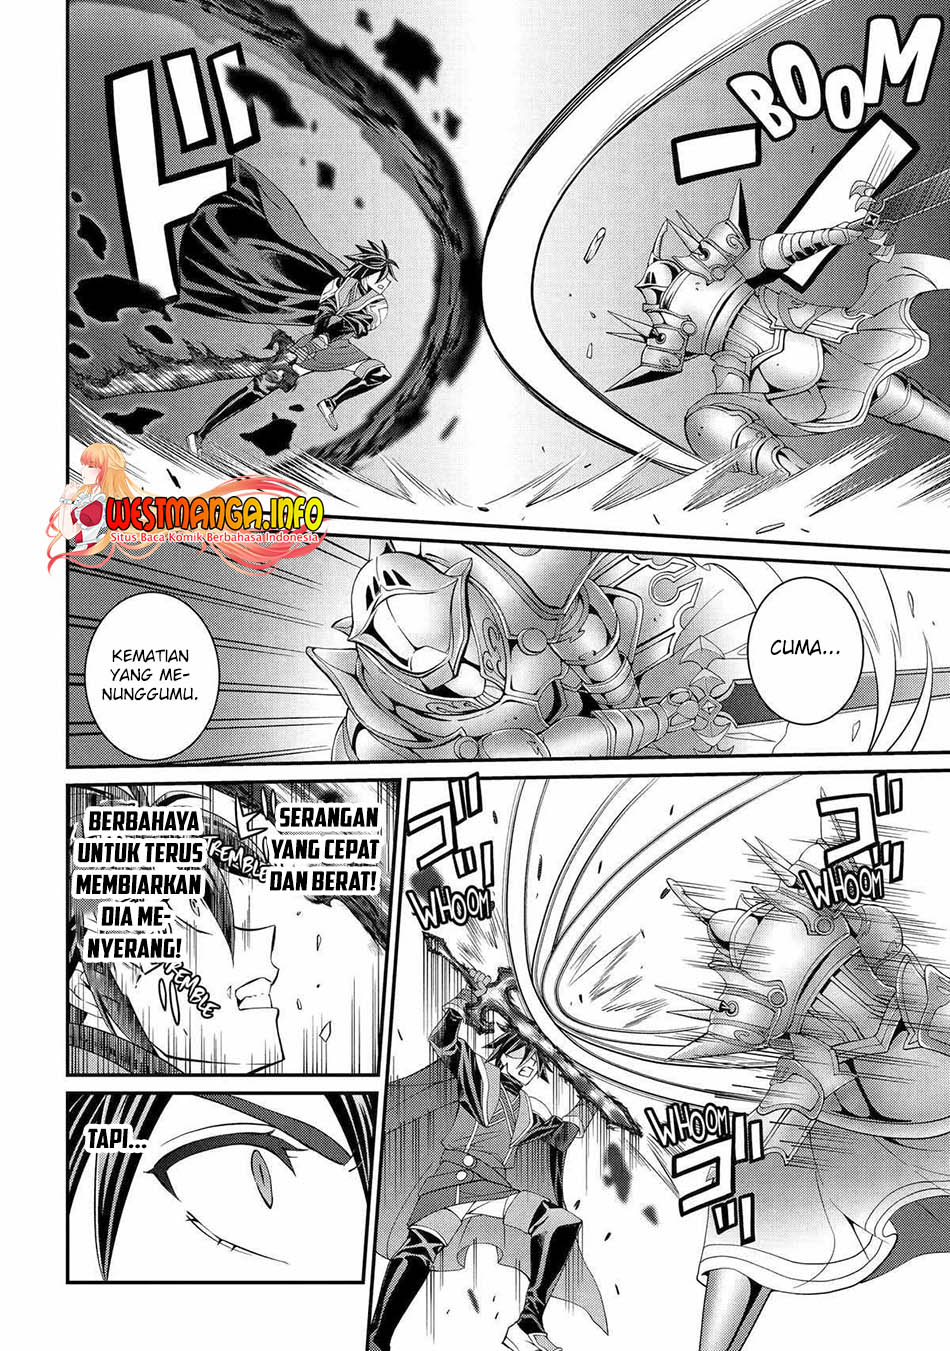 BOOM
ドド
WESTMANGA.INFO
SITUS BACA KOMIK BERBAHASA INDONESIA
CUMA...
KEMATIAN
YANG ME-
NUNGGUMU.
WHOOM
ゴッ
WHOOM
ゴッ
WHOOM
ゴッ
SERANGAN
YANG CEPAT
DAN BERAT!
TREMBLE
BERBAHAYA
UNTUK TERUS
MEMBIARKAN
DIA ME-
NYERANG!
TREMBLE
TAPI...